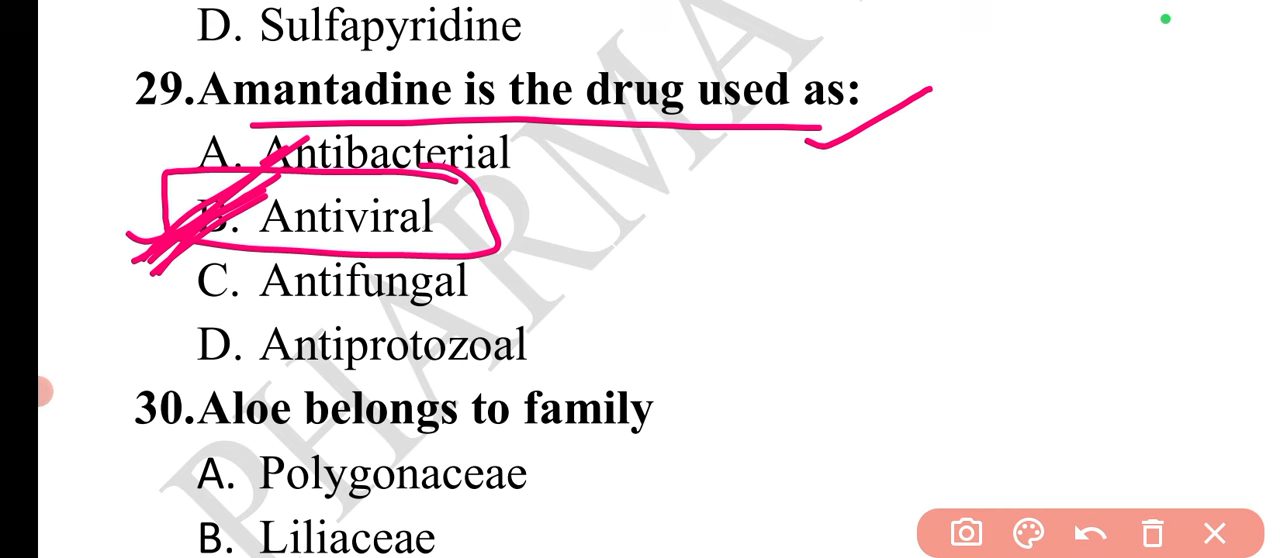 D. Sulfapyridine
29.Amantadine is the drug used as:
A. Antibacterial
B. Antiviral
C. Antifungal
D. Antiprotozoal
30.Aloe belongs to family
A. Polygonaceae
B. Liliaceae
PHARMA